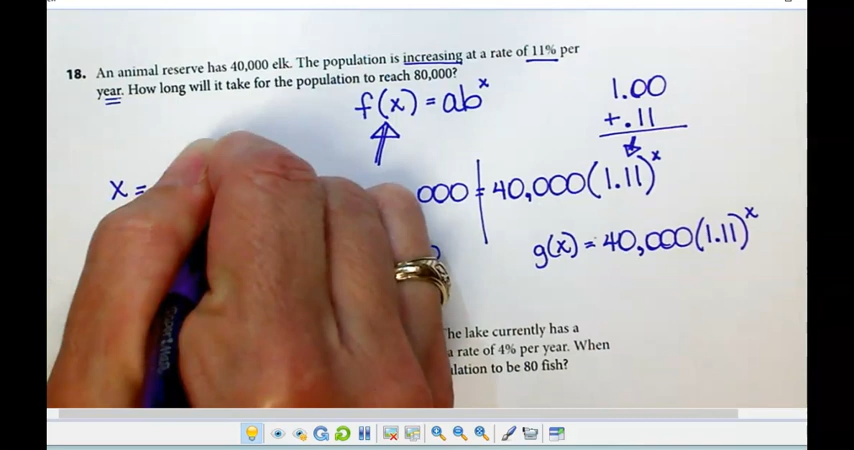 18. An animal reserve has 40,000 elk. The population is increasing at a rate of 11% per
year. How long will it take for the population to reach 80,000?
f(x) = ab^x
1.00
+.11
x =
000 = 40,000(1.11)^x
g(x) = 40,000(1.11)^x
he lake currently has a
a rate of 4% per year. When
lation to be 80 fish?